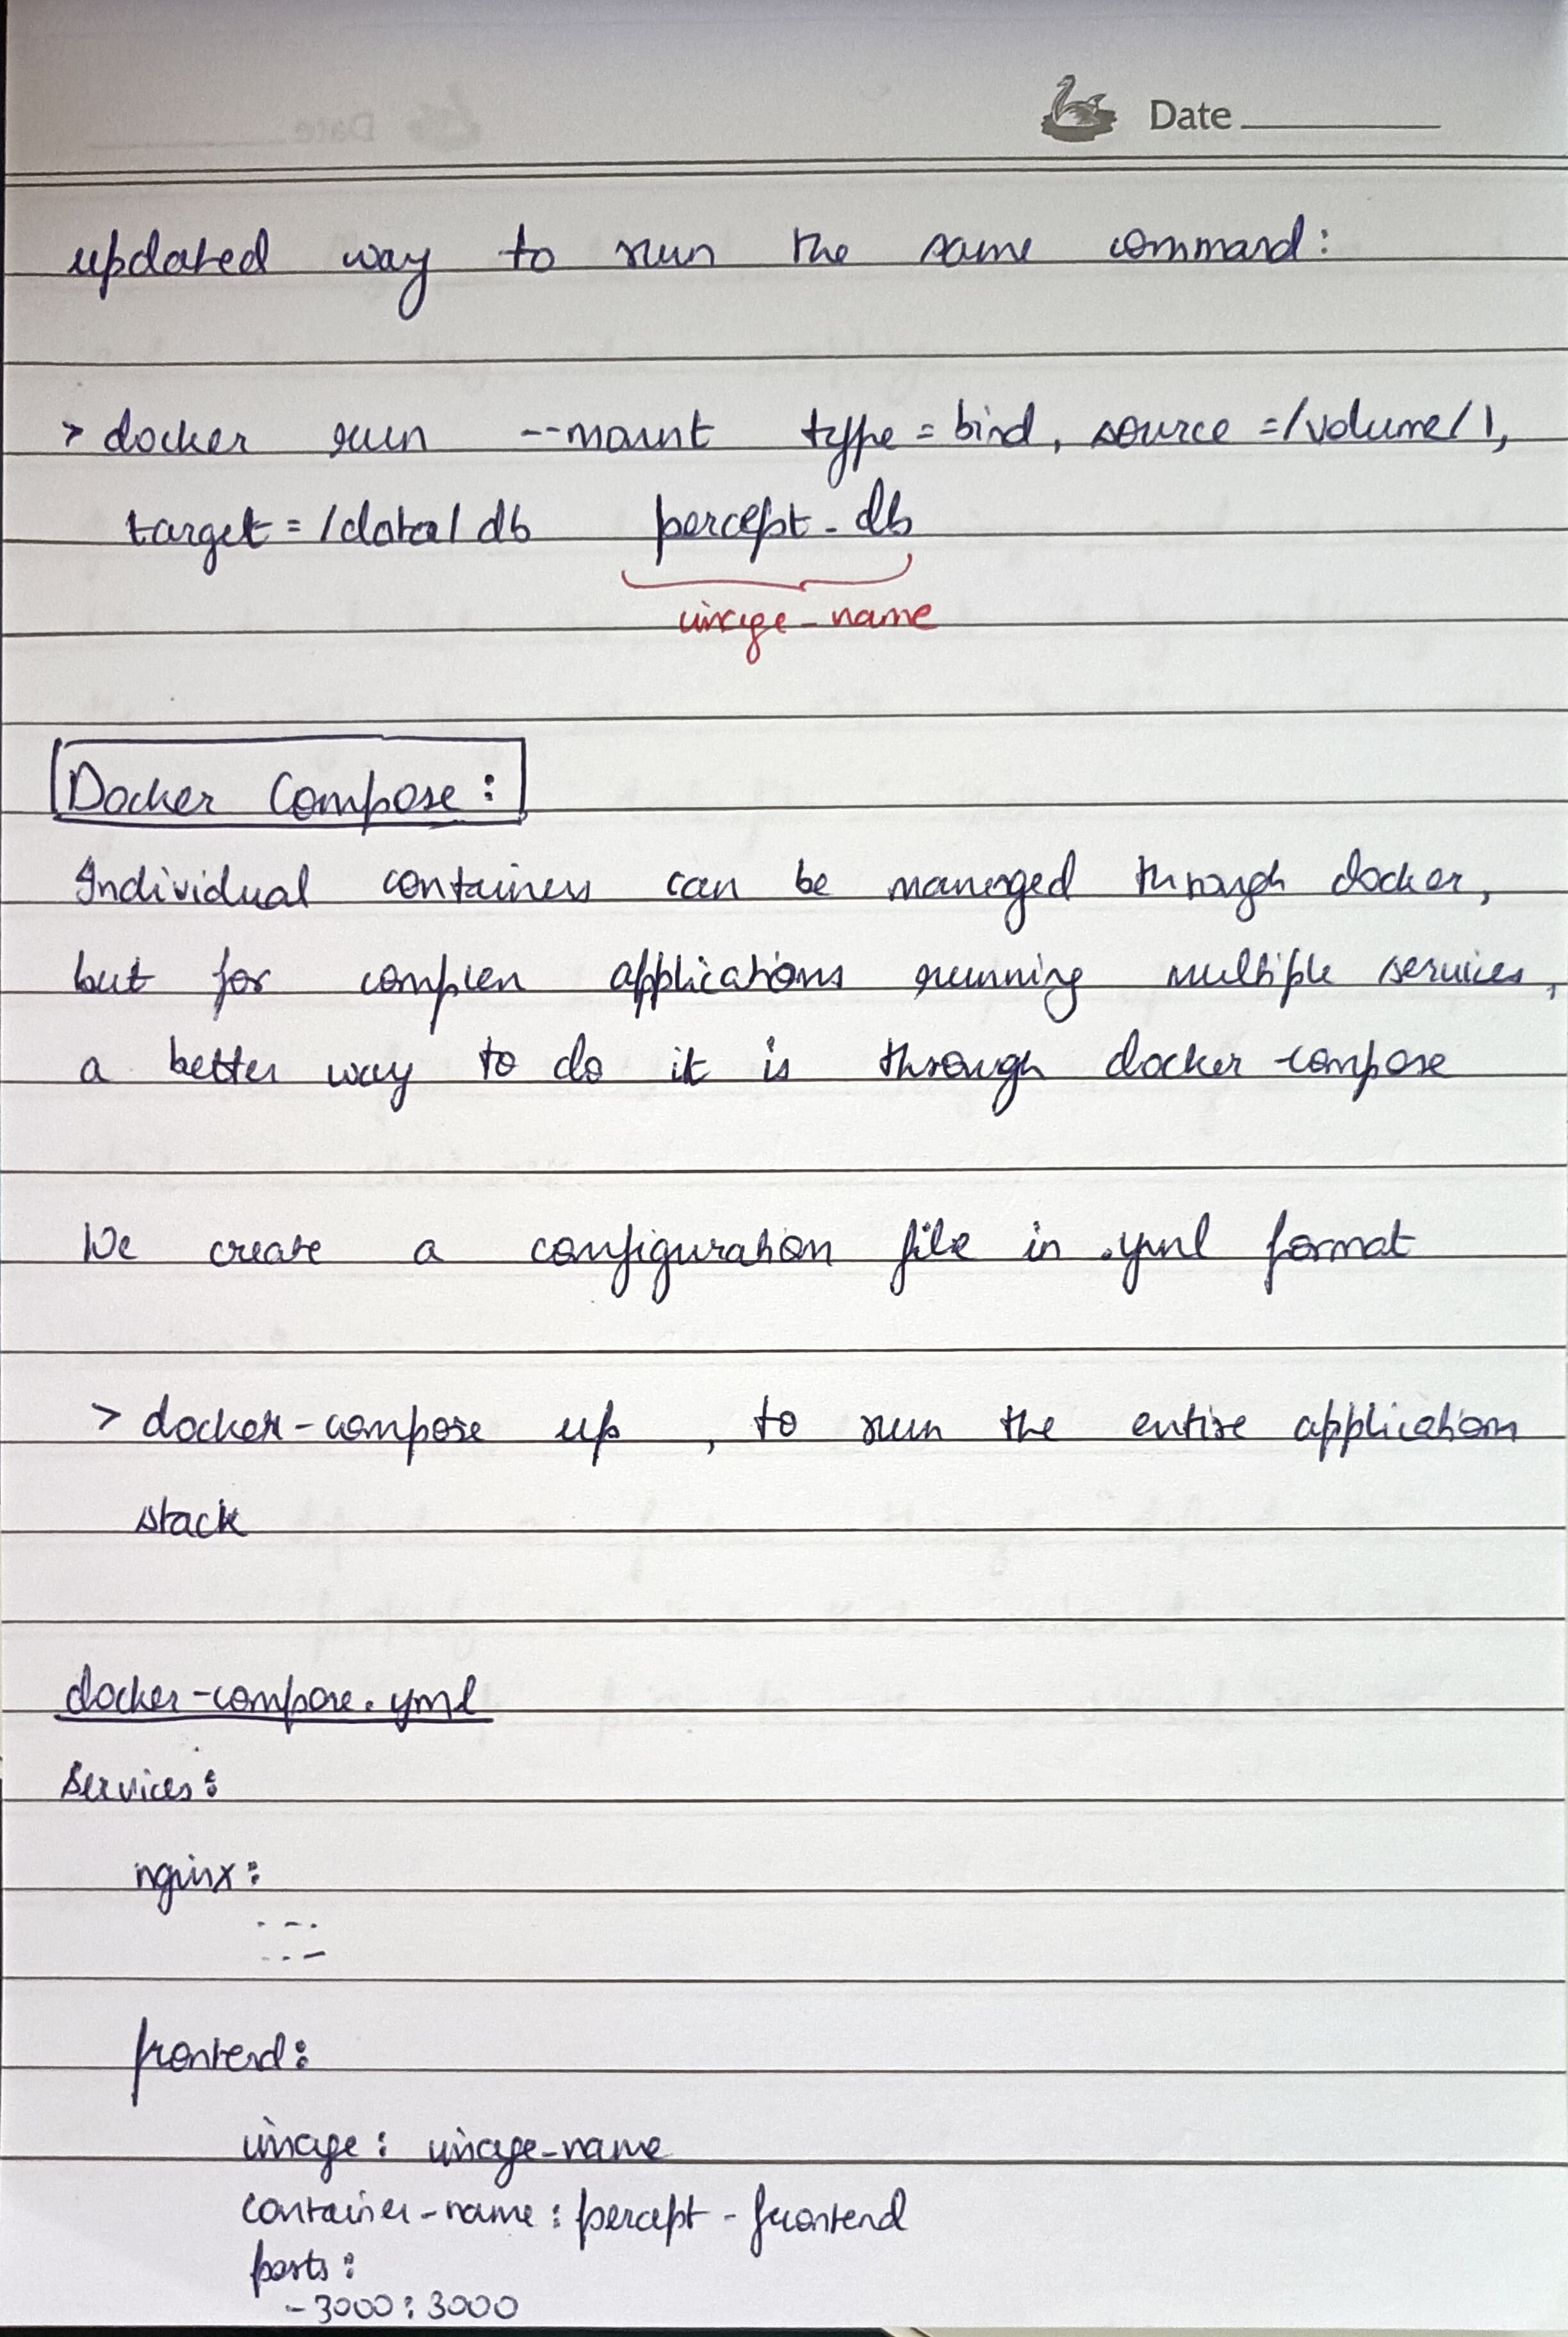 Date
updated way to run the same command:
> docker run --mount type=bind, source=/volume/1,
target=/data/db percept-db
image-name
Docker Compose:
Individual containers can be managed through docker,
but for complex applications running multiple services,
a better way to do it is through docker-compose
We create a configuration file in .yml format
> docker-compose up , to run the entire application
stack
docker-compose.yml
services:
nginx:
---
---
frontend:
image: image-name
container-name: percept-frontend
ports:
-3000:3000